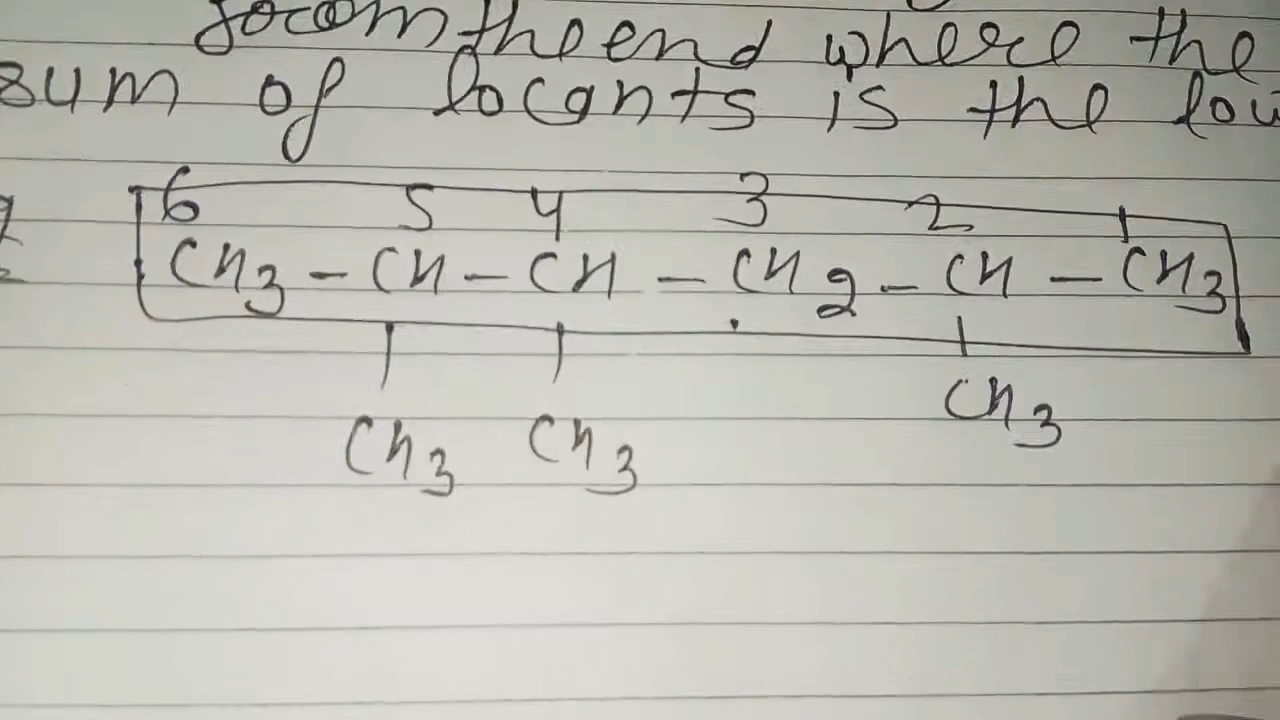 from the end where the
sum of locants is the
6 5 4 3 2 1
CH3 - CH - CH - CH2 - CH - CH3
CH3
CH3 CH3